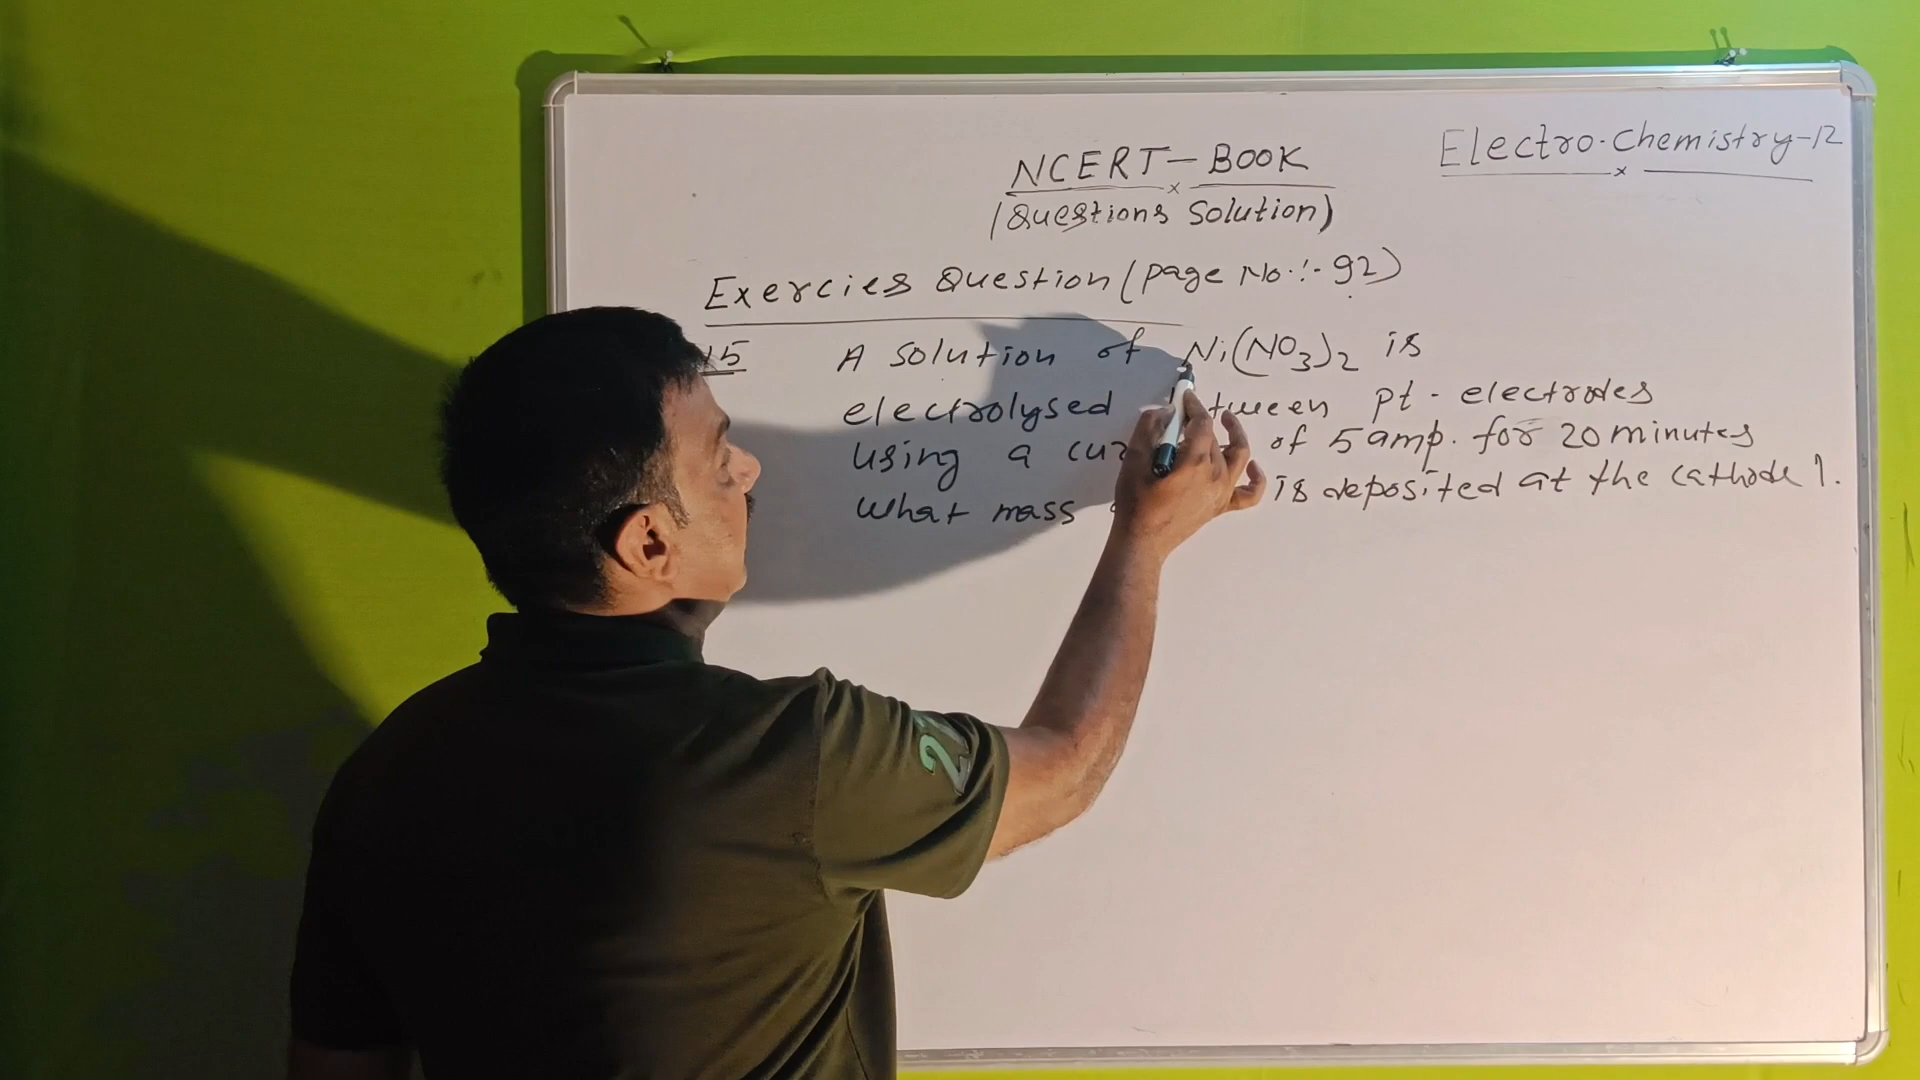 Electro.Chemistry-12
NCERT-BOOK
(Questions Solution)
Exercies Question (page No.:- 92)
15 A solution of Ni(NO3)2 is
electrolysed between pt - electrodes
using a of 5 amp. for 20 minutes
What mass is deposited at the cathode?.
2